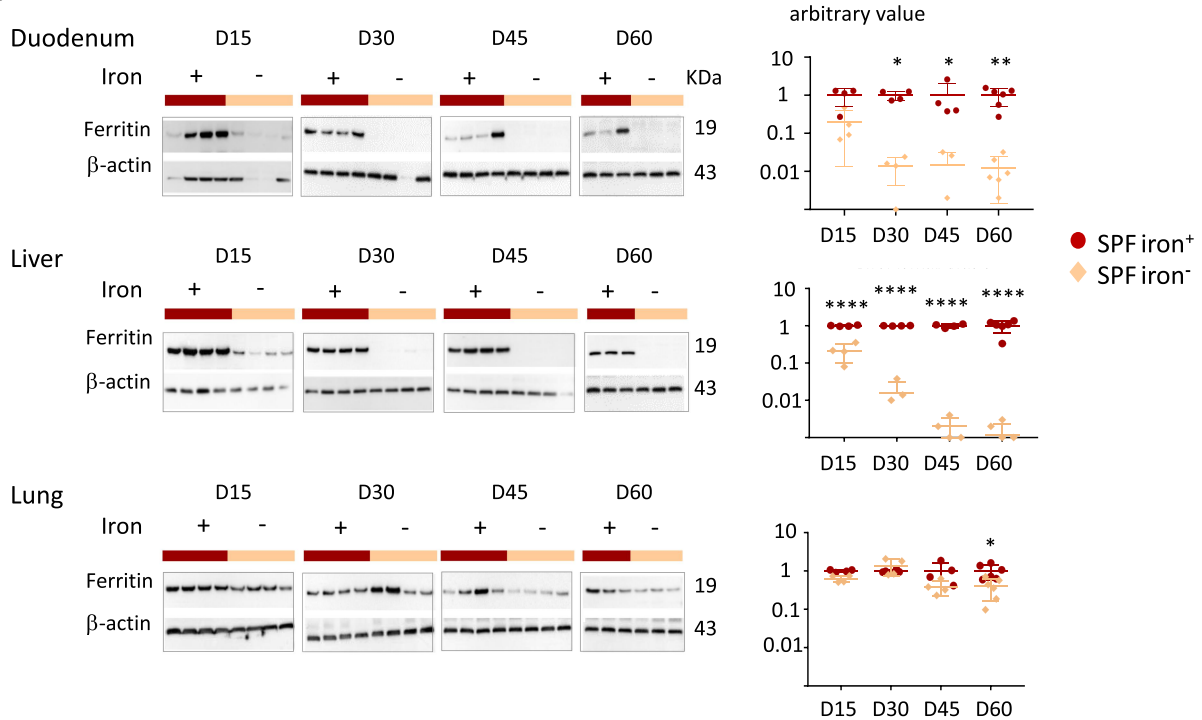 arbitrary value
Duodenum D15 D30 D45 D60
Iron + - + - + - + - KDa
Ferritin 19
β-actin 43
10 * * **
1
0.1
0.01
D15 D30 D45 D60
SPF iron+
SPF iron-
Liver D15 D30 D45 D60
Iron + - + - + - + -
Ferritin 19
β-actin 43
10 **** **** **** ****
1
0.1
0.01
D15 D30 D45 D60
Lung D15 D30 D45 D60
Iron + - + - + - + -
Ferritin 19
β-actin 43
10 *
1
0.1
0.01
D15 D30 D45 D60